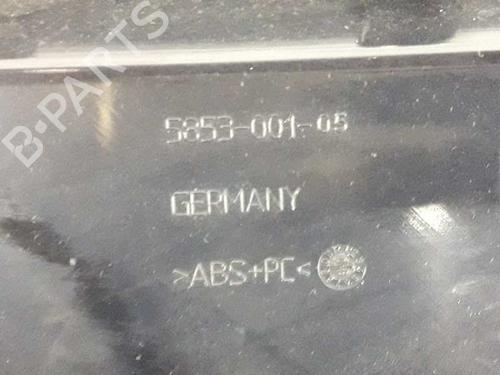 B-PARTS
5853-001-05
GERMANY
>ABS+PC<